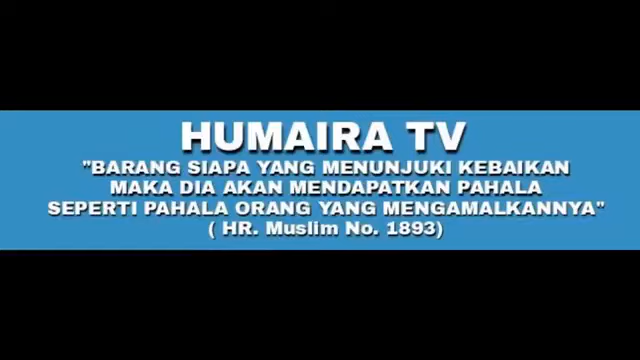 HUMAIRA TV
"BARANG SIAPA YANG MENUNJUKI KEBAIKAN
MAKA DIA AKAN MENDAPATKAN PAHALA
SEPERTI PAHALA ORANG YANG MENGAMALKANNYA"
( HR. Muslim No. 1893)